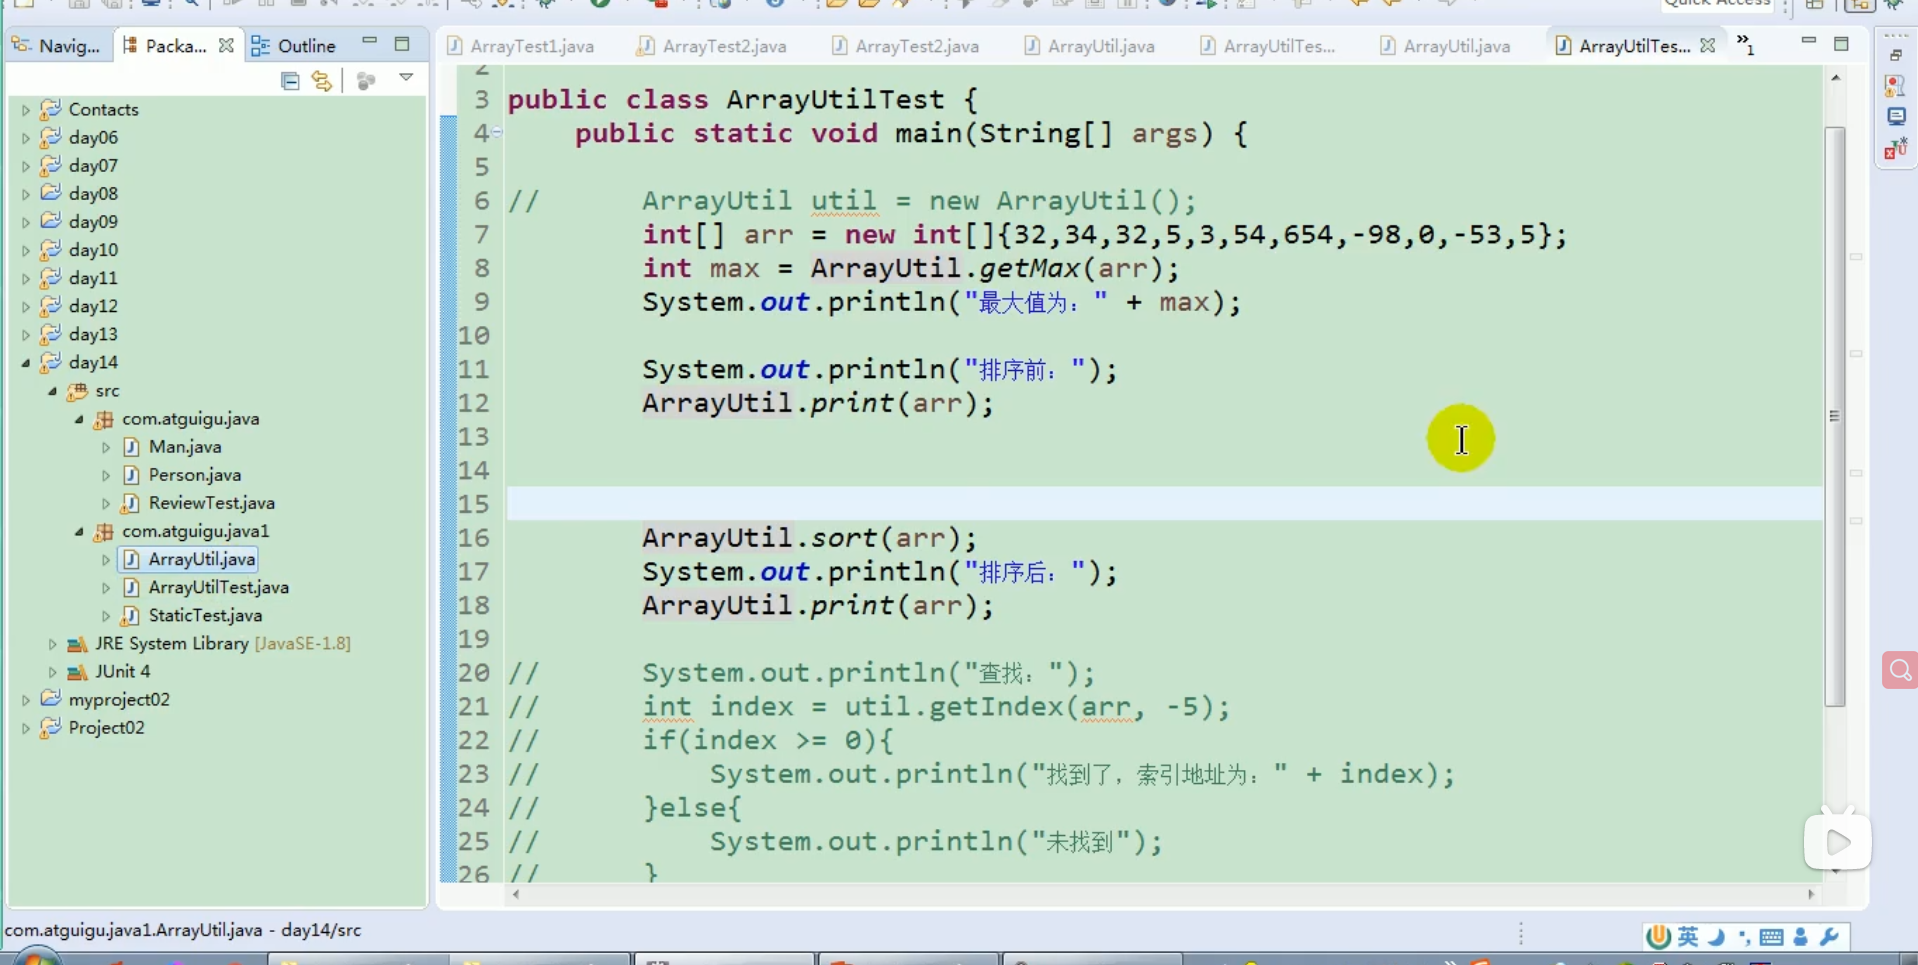 Quick Access
Navig...
Packa...
Outline
ArrayTest1.java
ArrayTest2.java
ArrayTest2.java
ArrayUtil.java
ArrayUtilTes...
ArrayUtil.java
ArrayUtilTes...
»1
Contacts
day06
day07
day08
day09
day10
day11
day12
day13
day14
src
com.atguigu.java
Man.java
Person.java
ReviewTest.java
com.atguigu.java1
ArrayUtil.java
ArrayUtilTest.java
StaticTest.java
JRE System Library [JavaSE-1.8]
JUnit 4
myproject02
Project02
2
3 public class ArrayUtilTest {
4 public static void main(String[] args) {
5
6 // ArrayUtil util = new ArrayUtil();
7 int[] arr = new int[]{32,34,32,5,3,54,654,-98,0,-53,5};
8 int max = ArrayUtil.getMax(arr);
9 System.out.println("最大值为：" + max);
10
11 System.out.println("排序前：");
12 ArrayUtil.print(arr);
13
14
15
16 ArrayUtil.sort(arr);
17 System.out.println("排序后：");
18 ArrayUtil.print(arr);
19
20 // System.out.println("查找：");
21 // int index = util.getIndex(arr, -5);
22 // if(index >= 0){
23 // System.out.println("找到了，索引地址为：" + index);
24 // }else{
25 // System.out.println("未找到");
26 // }
com.atguigu.java1.ArrayUtil.java - day14/src
英